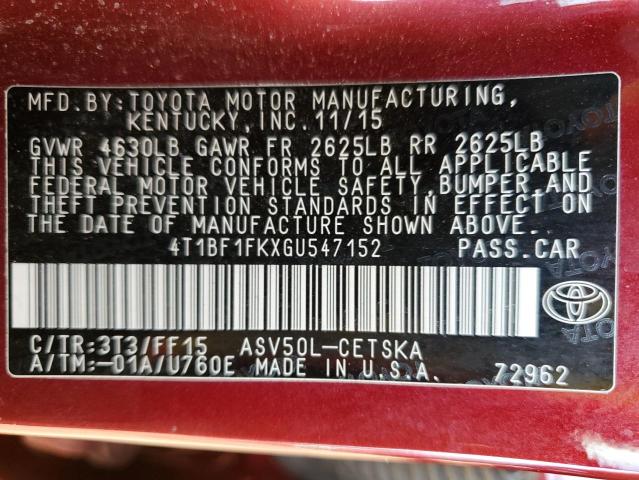 MFD. BY: TOYOTA MOTOR MANUFACTURING,
KENTUCKY, INC. 11/15
GVWR 4630LB GAWR FR 2625LB RR 2625LB
THIS VEHICLE CONFORMS TO ALL APPLICABLE
FEDERAL MOTOR VEHICLE SAFETY, BUMPER, AND
THEFT PREVENTION STANDARDS IN EFFECT ON
THE DATE OF MANUFACTURE SHOWN ABOVE.
4T1BF1FKXGU547152 PASS. CAR
C/TR: 3T3/FF15 ASV50L-CETSKA
A/TM: -01A/U760E MADE IN U.S.A. 72962